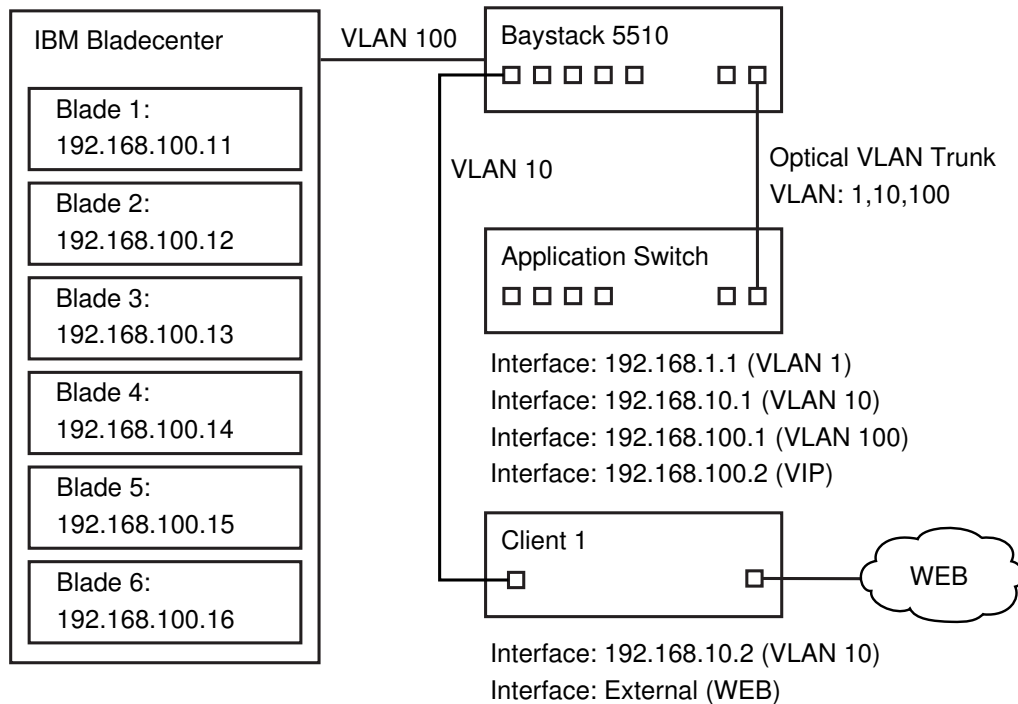 IBM Bladecenter
Blade 1:
192.168.100.11
Blade 2:
192.168.100.12
Blade 3:
192.168.100.13
Blade 4:
192.168.100.14
Blade 5:
192.168.100.15
Blade 6:
192.168.100.16
VLAN 100
Baystack 5510
VLAN 10
Optical VLAN Trunk
VLAN: 1,10,100
Application Switch
Interface: 192.168.1.1 (VLAN 1)
Interface: 192.168.10.1 (VLAN 10)
Interface: 192.168.100.1 (VLAN 100)
Interface: 192.168.100.2 (VIP)
Client 1
WEB
Interface: 192.168.10.2 (VLAN 10)
Interface: External (WEB)